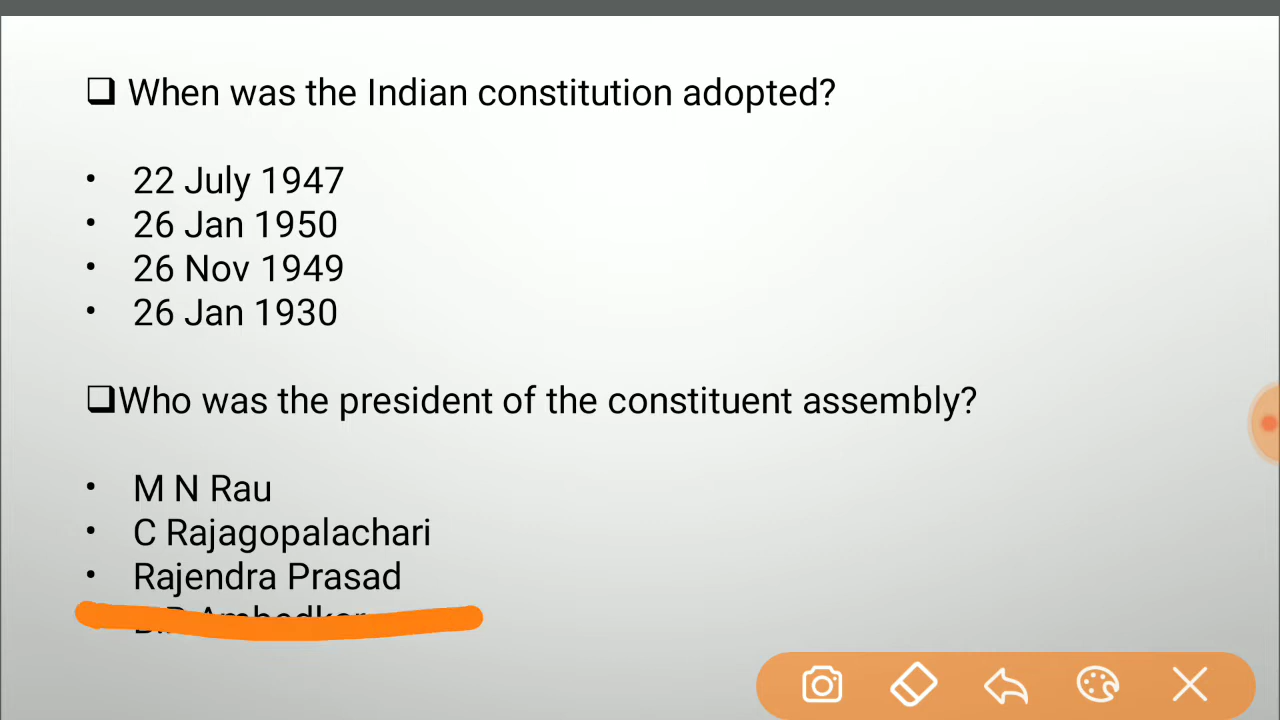 ❑ When was the Indian constitution adopted?
• 22 July 1947
• 26 Jan 1950
• 26 Nov 1949
• 26 Jan 1930
❑Who was the president of the constituent assembly?
• M N Rau
• C Rajagopalachari
• Rajendra Prasad
• Ambedkar